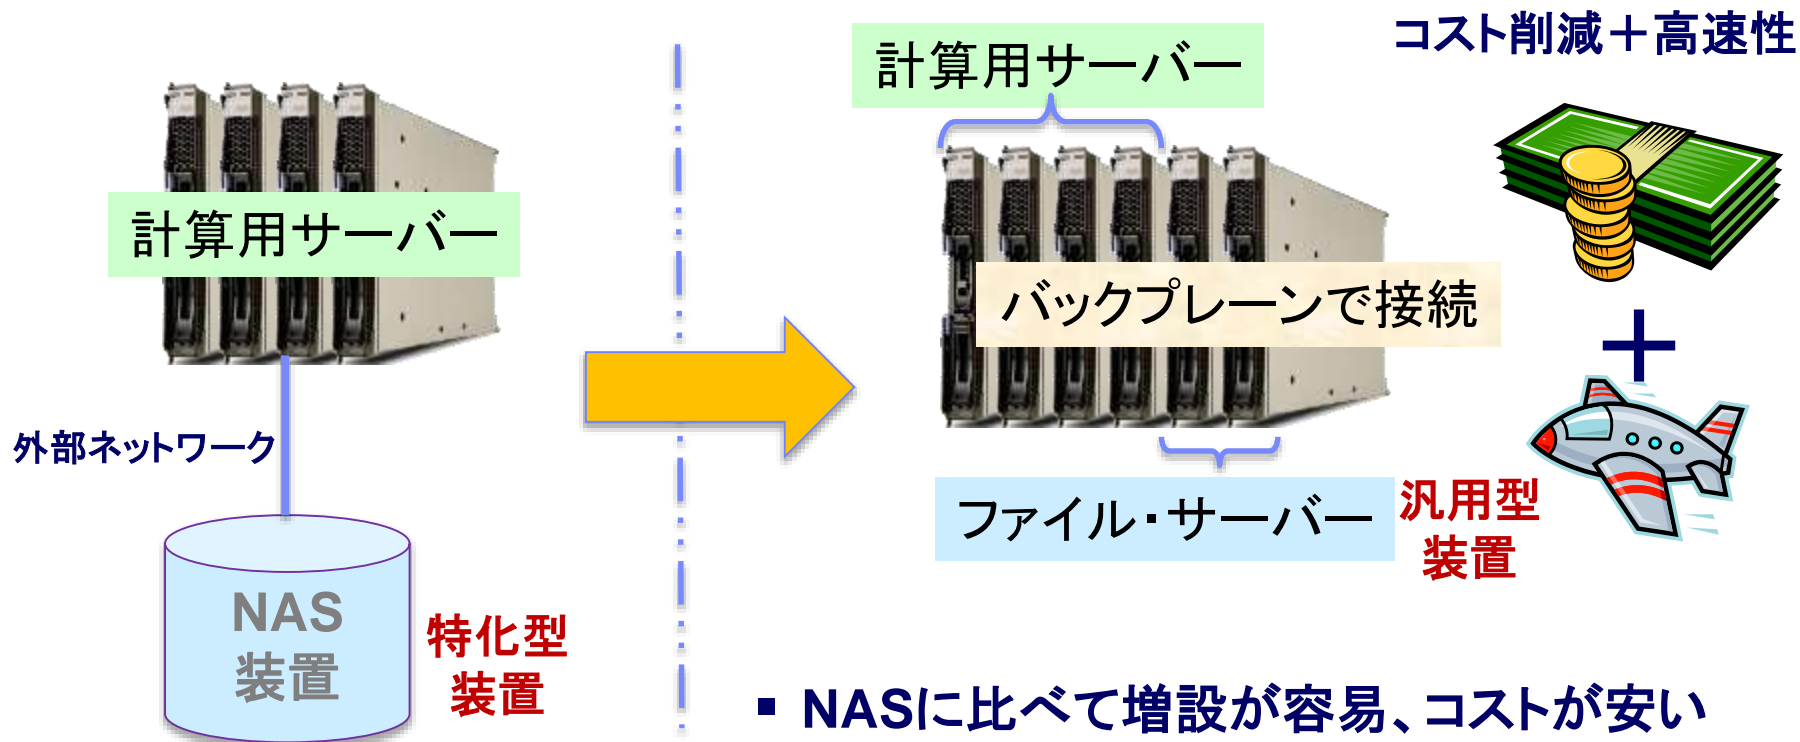 計算用サーバー
外部ネットワーク
NAS
装置
特化型
装置
計算用サーバー
コスト削減＋高速性
バックプレーンで接続
＋
ファイル・サーバー
汎用型
装置
▪ NASに比べて増設が容易、コストが安い